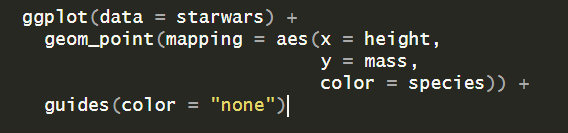 ggplot(data = starwars) +
  geom_point(mapping = aes(x = height,
                           y = mass,
                           color = species)) +
  guides(color = "none")